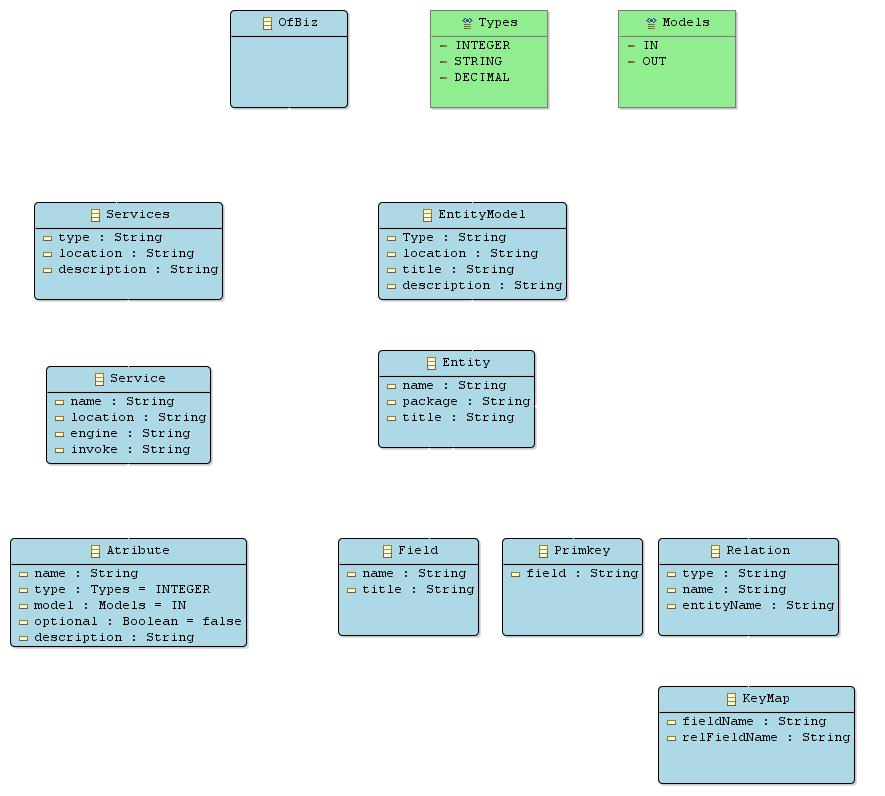 OfBiz
Types
INTEGER
STRING
DECIMAL
Models
IN
OUT
Services
type : String
location : String
description : String
EntityModel
Type : String
location : String
title : String
description : String
Service
name : String
location : String
engine : String
invoke : String
Entity
name : String
package : String
title : String
Atribute
name : String
type : Types = INTEGER
model : Models = IN
optional : Boolean = false
description : String
Field
name : String
title : String
Primkey
field : String
Relation
type : String
name : String
entityName : String
KeyMap
fieldName : String
relFieldName : String